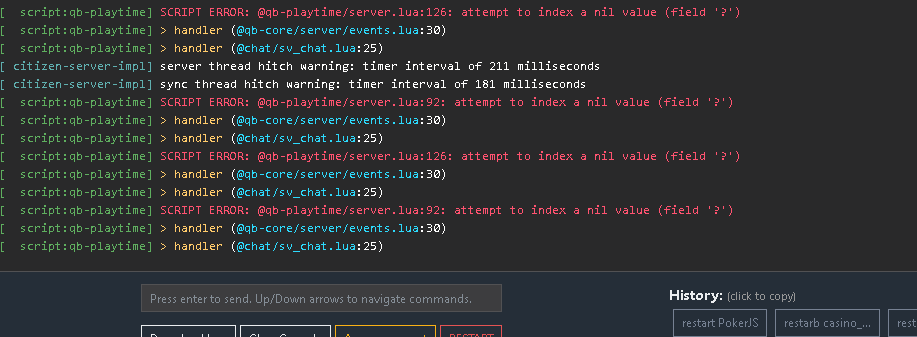 [  script:qb-playtime] SCRIPT ERROR: @qb-playtime/server.lua:126: attempt to index a nil value (field '?')
[  script:qb-playtime] > handler (@qb-core/server/events.lua:30)
[  script:qb-playtime] > handler (@chat/sv_chat.lua:25)
[ citizen-server-impl] server thread hitch warning: timer interval of 211 milliseconds
[ citizen-server-impl] sync thread hitch warning: timer interval of 181 milliseconds
[  script:qb-playtime] SCRIPT ERROR: @qb-playtime/server.lua:92: attempt to index a nil value (field '?')
[  script:qb-playtime] > handler (@qb-core/server/events.lua:30)
[  script:qb-playtime] > handler (@chat/sv_chat.lua:25)
[  script:qb-playtime] SCRIPT ERROR: @qb-playtime/server.lua:126: attempt to index a nil value (field '?')
[  script:qb-playtime] > handler (@qb-core/server/events.lua:30)
[  script:qb-playtime] > handler (@chat/sv_chat.lua:25)
[  script:qb-playtime] SCRIPT ERROR: @qb-playtime/server.lua:92: attempt to index a nil value (field '?')
[  script:qb-playtime] > handler (@qb-core/server/events.lua:30)
[  script:qb-playtime] > handler (@chat/sv_chat.lua:25)
Press enter to send. Up/Down arrows to navigate commands.
History: (click to copy)
restart PokerJS
restarb casino_...
rest
RESTART